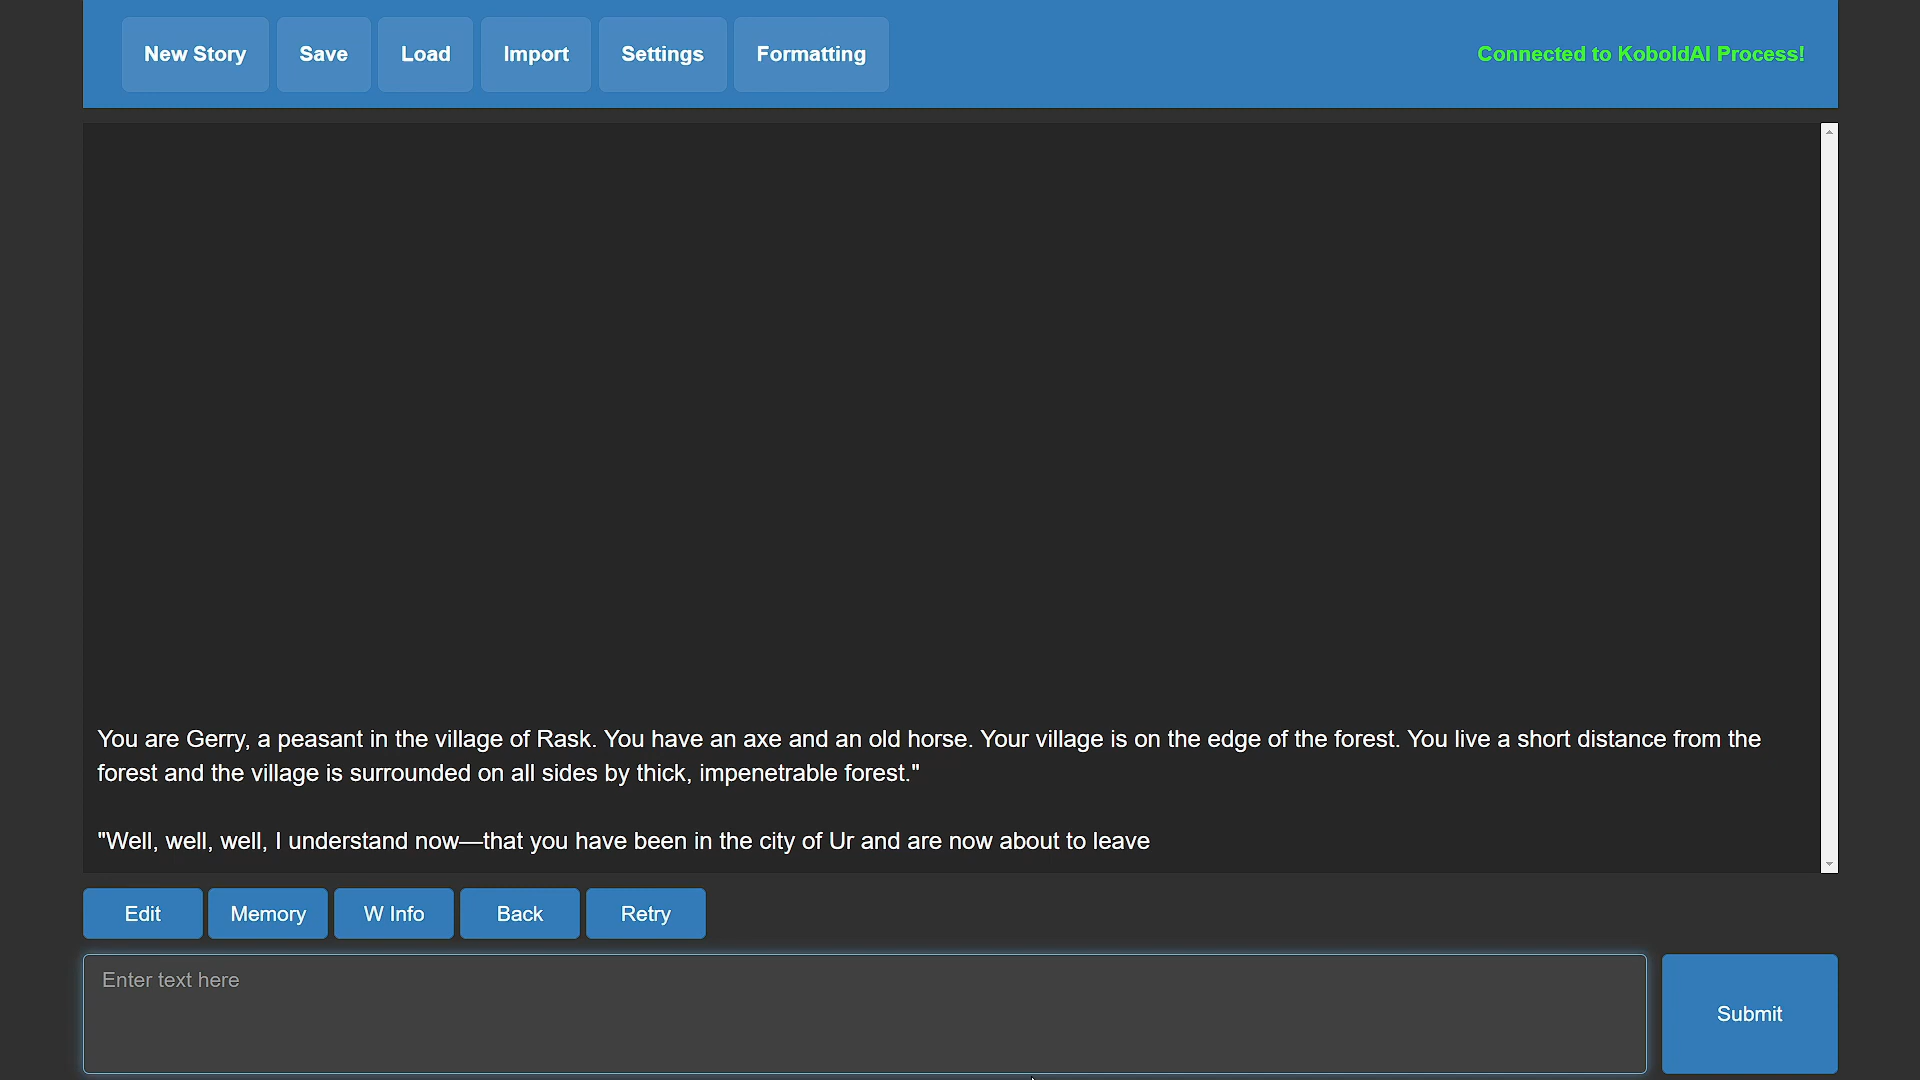 New Story Save Load Import Settings Formatting Connected to KoboldAI Process!
You are Gerry, a peasant in the village of Rask. You have an axe and an old horse. Your village is on the edge of the forest. You live a short distance from the
forest and the village is surrounded on all sides by thick, impenetrable forest."
"Well, well, well, I understand now—that you have been in the city of Ur and are now about to leave
Edit Memory W Info Back Retry
Enter text here
Submit